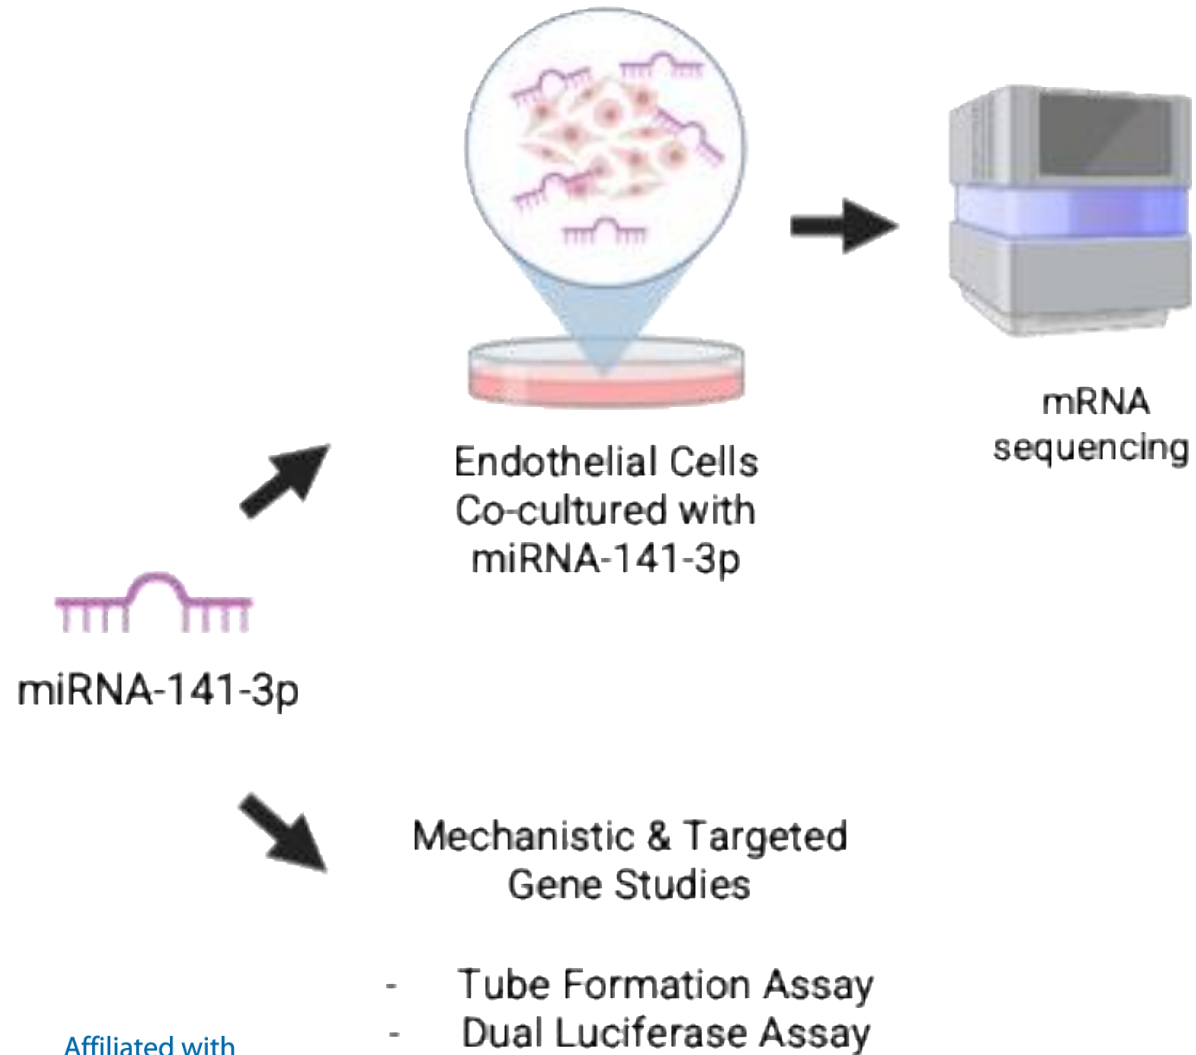 Endothelial Cells
Co-cultured with
miRNA-141-3p
mRNA
sequencing
miRNA-141-3p
Mechanistic & Targeted
Gene Studies
- Tube Formation Assay
- Dual Luciferase Assay
Affiliated with